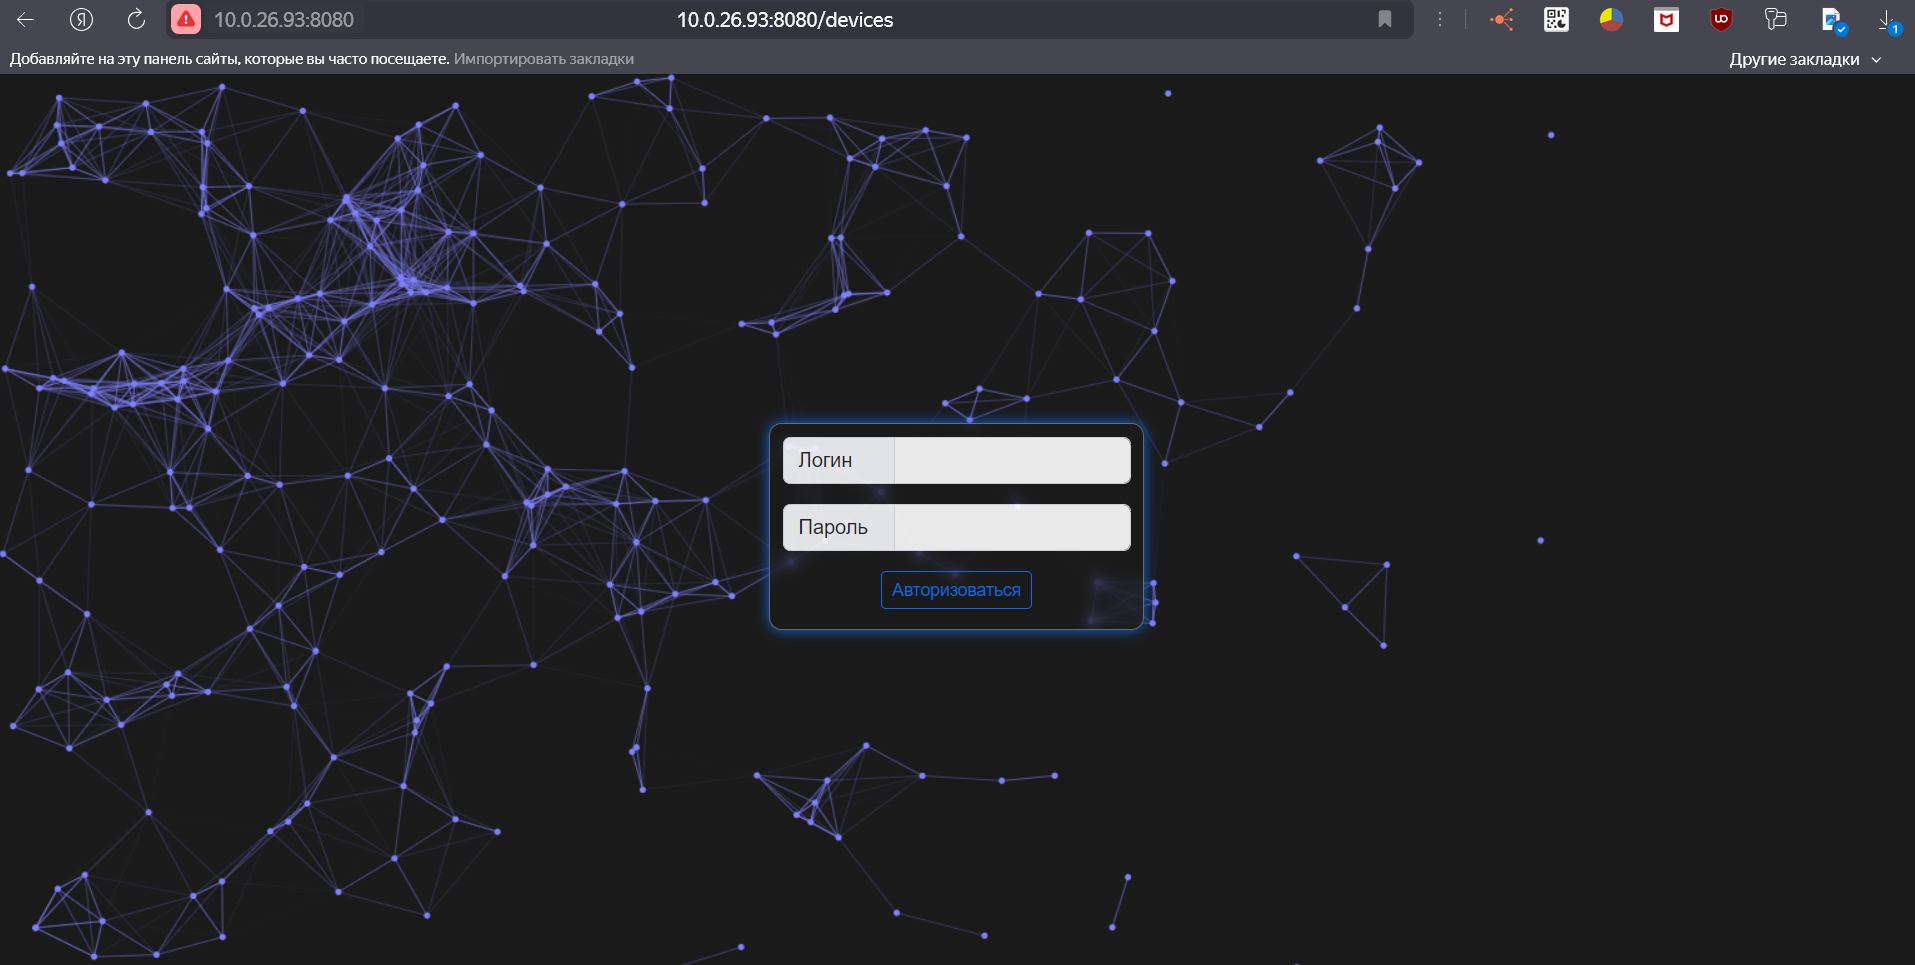 10.0.26.93:8080
10.0.26.93:8080/devices
1
Добавляйте на эту панель сайты, которые вы часто посещаете. Импортировать закладки
Другие закладки
Логин
Пароль
Авторизоваться